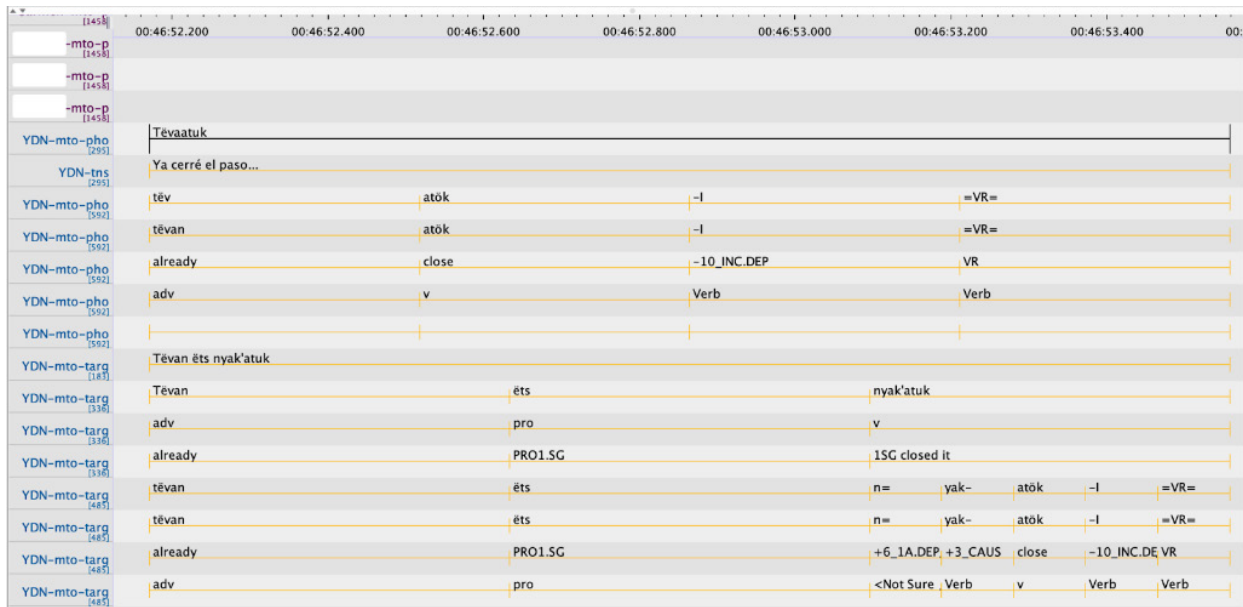 [1458]
00:46:52.200 00:46:52.400 00:46:52.600 00:46:52.800 00:46:53.000 00:46:53.200 00:46:53.400 00:
-mto-p
[1458]
-mto-p
[1458]
-mto-p
[1458]
YDN-mto-pho Tëvaatuk
[295]
YDN-tns Ya cerré el paso...
[295]
YDN-mto-pho tëv atök -I =VR=
[592]
YDN-mto-pho tëvan atök -I =VR=
[592]
YDN-mto-pho already close -10_INC.DEP VR
[592]
YDN-mto-pho adv v Verb Verb
[592]
YDN-mto-pho
[592]
YDN-mto-targ Tëvan ëts nyak'atuk
[183]
YDN-mto-targ Tëvan ëts nyak'atuk
[336]
YDN-mto-targ adv pro v
[336]
YDN-mto-targ already PRO1.SG 1SG closed it
[336]
YDN-mto-targ tëvan ëts n= yak- atök -I =VR=
[485]
YDN-mto-targ tëvan ëts n= yak- atök -I =VR=
[485]
YDN-mto-targ already PRO1.SG +6_1A.DEP +3_CAUS close -10_INC.DE VR
[485]
YDN-mto-targ adv pro <Not Sure Verb v Verb Verb
[485]